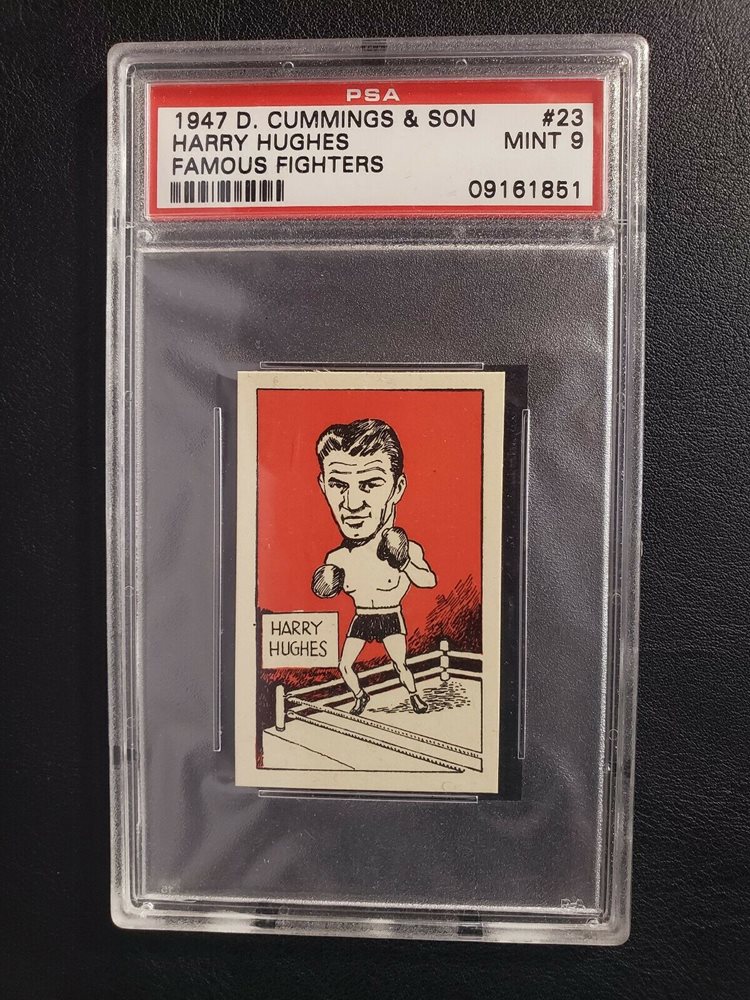 PSA
1947 D. CUMMINGS & SON #23
HARRY HUGHES MINT 9
FAMOUS FIGHTERS
09161851
HARRY
HUGHES